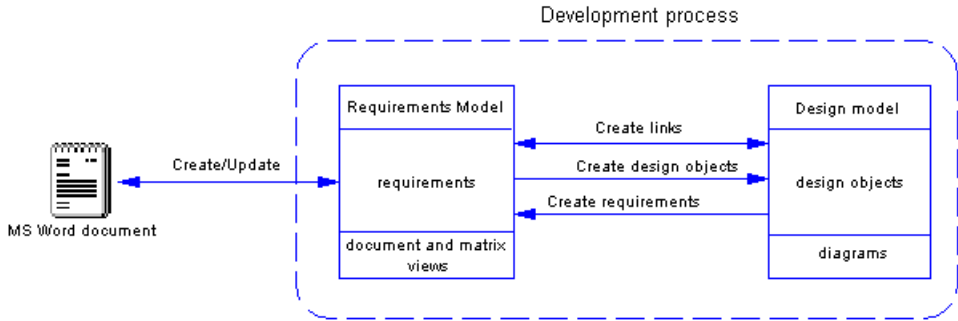 Development process
Requirements Model
Design model
Create links
Create/Update
Create design objects
requirements
design objects
Create requirements
MS Word document
document and matrix
views
diagrams